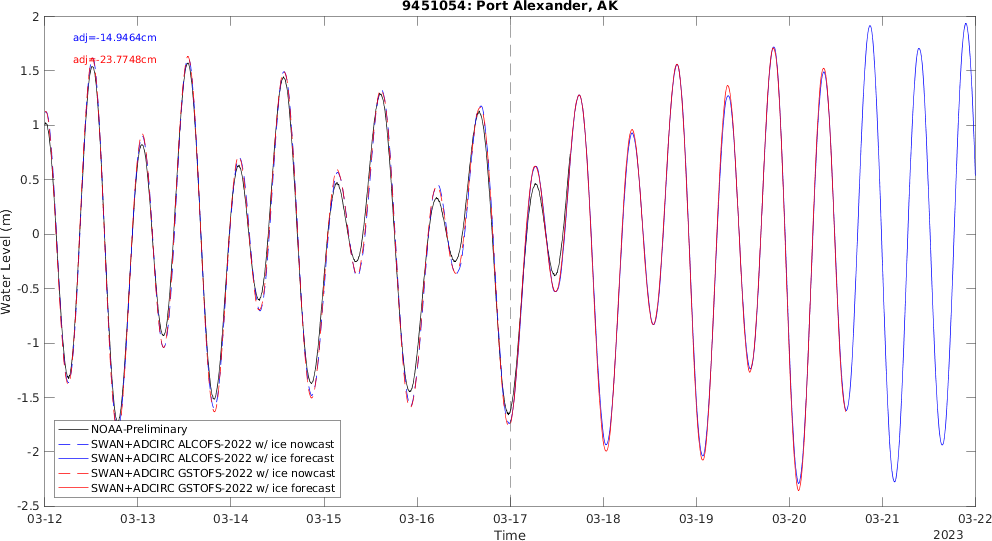 9451054: Port Alexander, AK
adj=-14.9464cm
adj=-23.7748cm
2
1.5
1
0.5
0
-0.5
-1
-1.5
-2
-2.5
Water Level (m)
NOAA-Preliminary
SWAN+ADCIRC ALCOFS-2022 w/ ice nowcast
SWAN+ADCIRC ALCOFS-2022 w/ ice forecast
SWAN+ADCIRC GSTOFS-2022 w/ ice nowcast
SWAN+ADCIRC GSTOFS-2022 w/ ice forecast
03-12 03-13 03-14 03-15 03-16 03-17 03-18 03-19 03-20 03-21 03-22
Time
2023